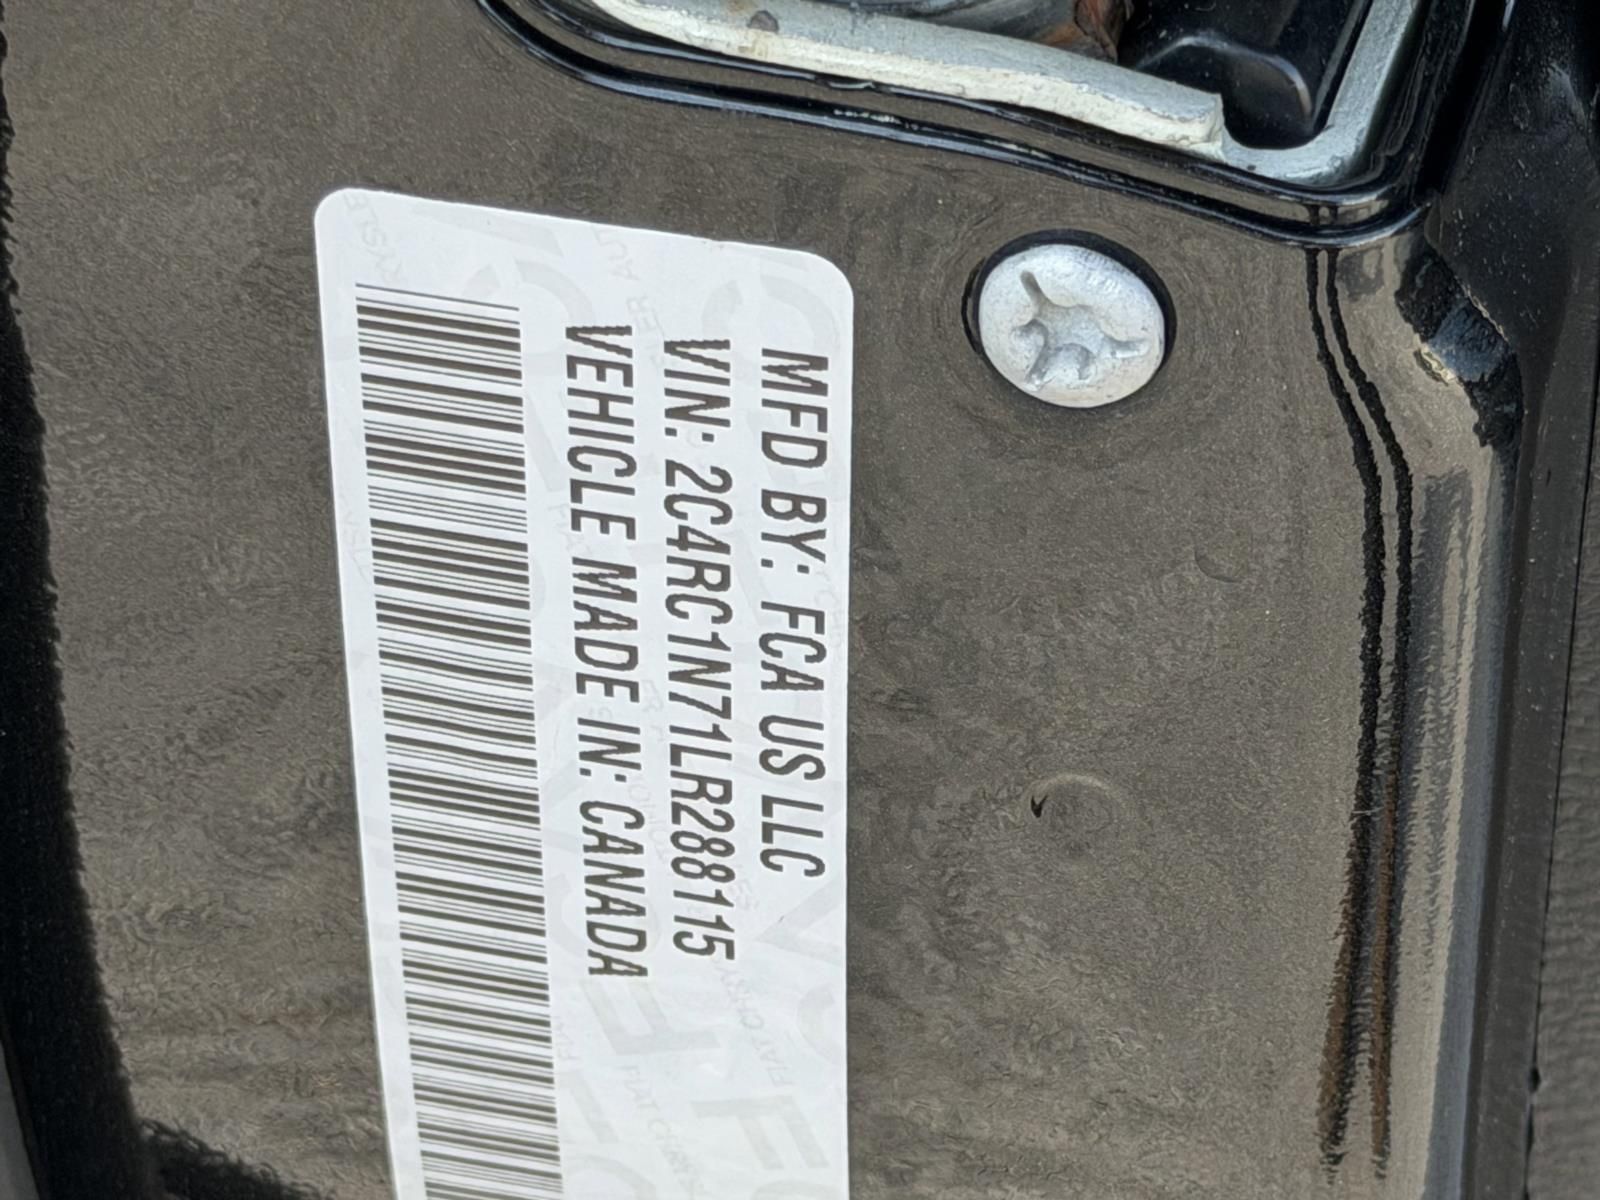 MFD BY: FCA US LLC
VIN: 2C4RC1N71LR288115
VEHICLE MADE IN: CANADA